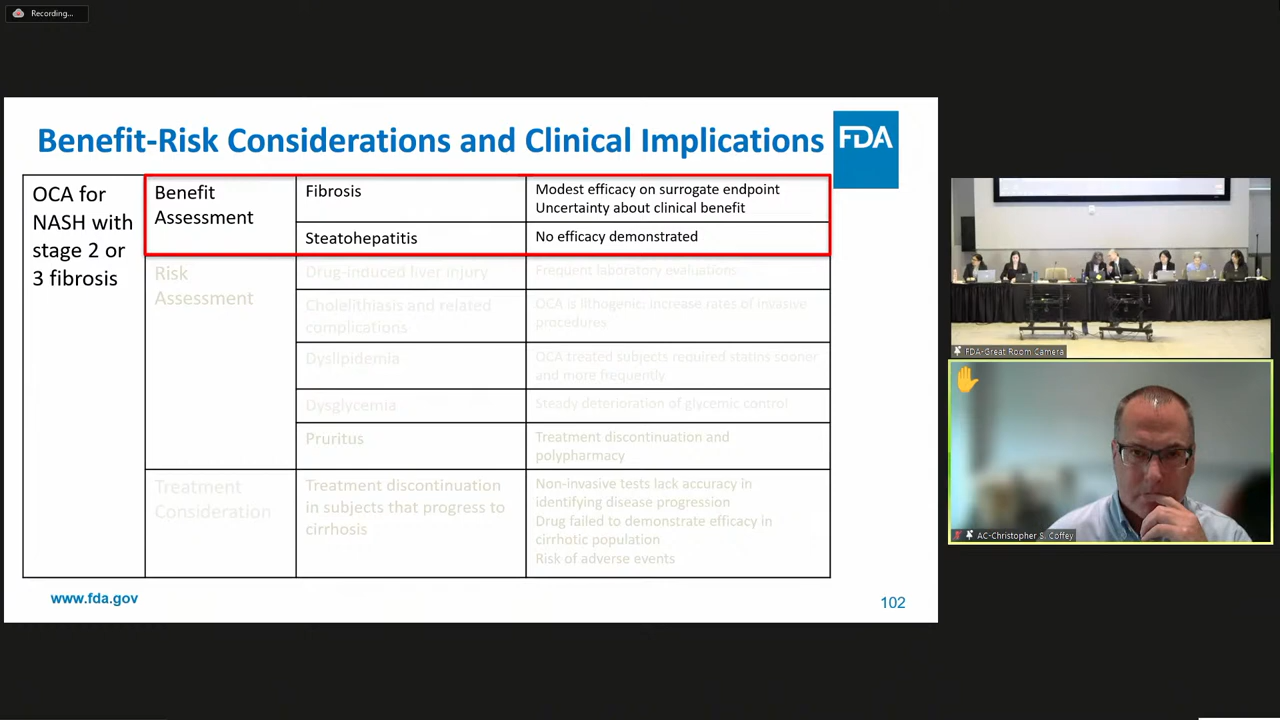 Recording...
Benefit-Risk Considerations and Clinical Implications
FDA
OCA for
NASH with
stage 2 or
3 fibrosis
Benefit
Assessment
Fibrosis
Modest efficacy on surrogate endpoint
Uncertainty about clinical benefit
Steatohepatitis
No efficacy demonstrated
Risk
Assessment
Drug-induced liver injury
Frequent laboratory evaluations
Cholelithiasis and related
complications
OCA is lithogenic; increase rates of invasive
procedures
Dyslipidemia
OCA treated subjects required statins sooner
and more frequently
Dysglycemia
Steady deterioration of glycemic control
Pruritus
Treatment discontinuation and
polypharmacy
Treatment
Consideration
Treatment discontinuation
in subjects that progress to
cirrhosis
Non-invasive tests lack accuracy in
identifying disease progression
Drug failed to demonstrate efficacy in
cirrhotic population
Risk of adverse events
www.fda.gov
102
FDA-Great Room Camera
AC-Christopher S. Coffey